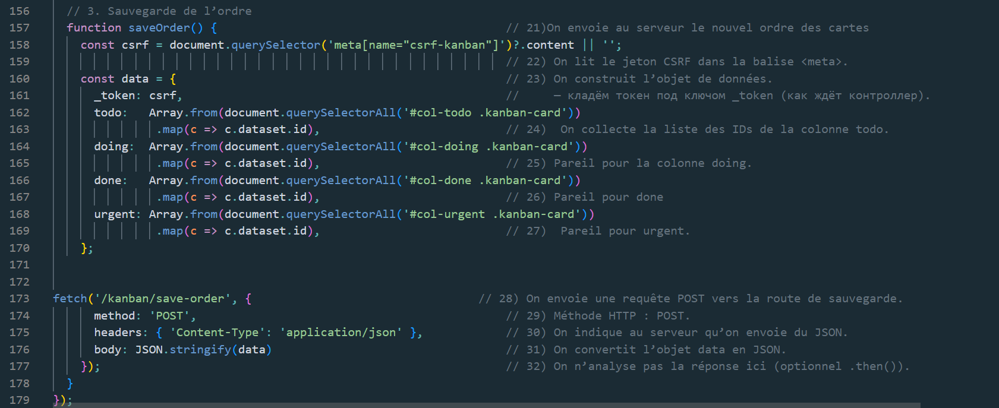 156 // 3. Sauvegarde de l’ordre
157 function saveOrder() { // 21)On envoie au serveur le nouvel ordre des cartes
158 const csrf = document.querySelector('meta[name="csrf-kanban"]')?.content || '';
159 // 22) On lit le jeton CSRF dans la balise <meta>.
160 const data = { // 23) On construit l’objet de données.
161 _token: csrf, // — кладём токен под ключом _token (как ждёт контроллер).
162 todo: Array.from(document.querySelectorAll('#col-todo .kanban-card'))
163 .map(c => c.dataset.id), // 24) On collecte la liste des IDs de la colonne todo.
164 doing: Array.from(document.querySelectorAll('#col-doing .kanban-card'))
165 .map(c => c.dataset.id), // 25) Pareil pour la colonne doing.
166 done: Array.from(document.querySelectorAll('#col-done .kanban-card'))
167 .map(c => c.dataset.id), // 26) Pareil pour done
168 urgent: Array.from(document.querySelectorAll('#col-urgent .kanban-card'))
169 .map(c => c.dataset.id), // 27) Pareil pour urgent.
170 };
171
172
173 fetch('/kanban/save-order', { // 28) On envoie une requête POST vers la route de sauvegarde.
174 method: 'POST', // 29) Méthode HTTP : POST.
175 headers: { 'Content-Type': 'application/json' }, // 30) On indique au serveur qu’on envoie du JSON.
176 body: JSON.stringify(data) // 31) On convertit l’objet data en JSON.
177 }); // 32) On n’analyse pas la réponse ici (optionnel .then()).
178 }
179 });